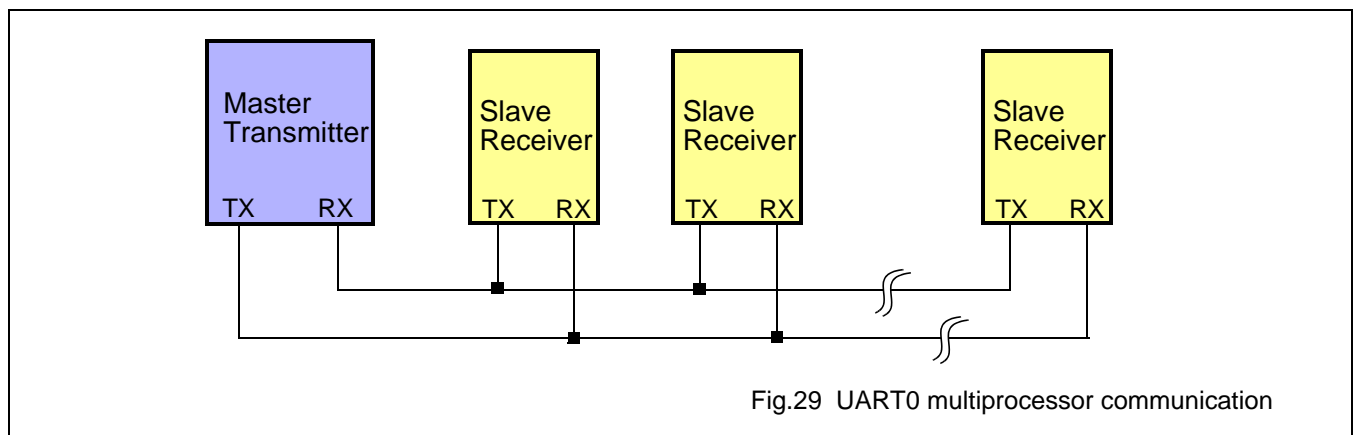 Master
Transmitter
TX RX
Slave
Receiver
TX RX
Slave
Receiver
TX RX
Slave
Receiver
TX RX
Fig.29 UART0 multiprocessor communication